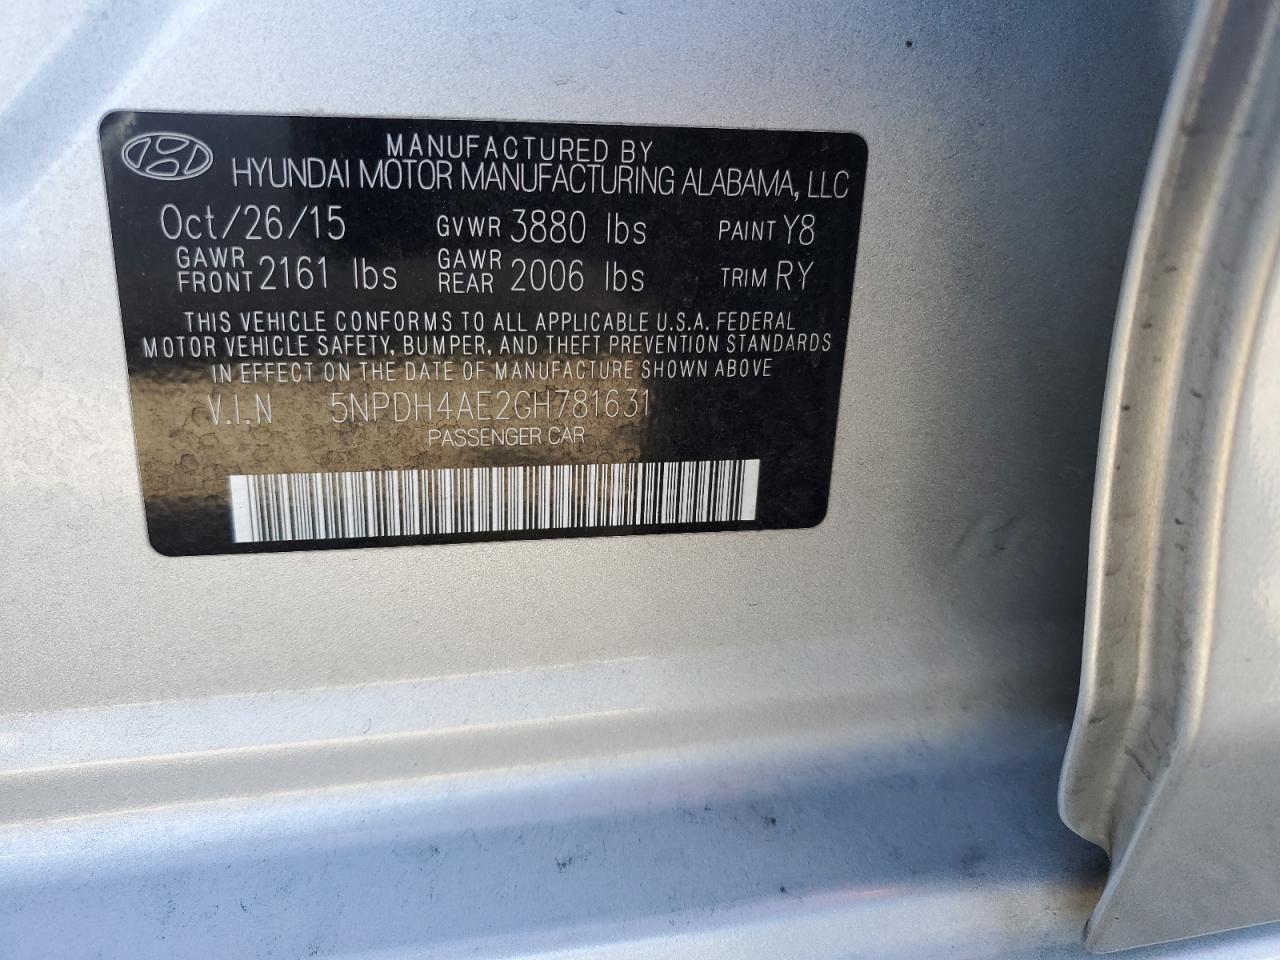 MANUFACTURED BY
HYUNDAI MOTOR MANUFACTURING ALABAMA, LLC
Oct/26/15 GVWR 3880 lbs PAINT Y8
GAWR FRONT 2161 lbs GAWR REAR 2006 lbs TRIM RY
THIS VEHICLE CONFORMS TO ALL APPLICABLE U.S.A. FEDERAL
MOTOR VEHICLE SAFETY, BUMPER, AND THEFT PREVENTION STANDARDS
IN EFFECT ON THE DATE OF MANUFACTURE SHOWN ABOVE
V.I.N 5NPDH4AE2GH781631
PASSENGER CAR